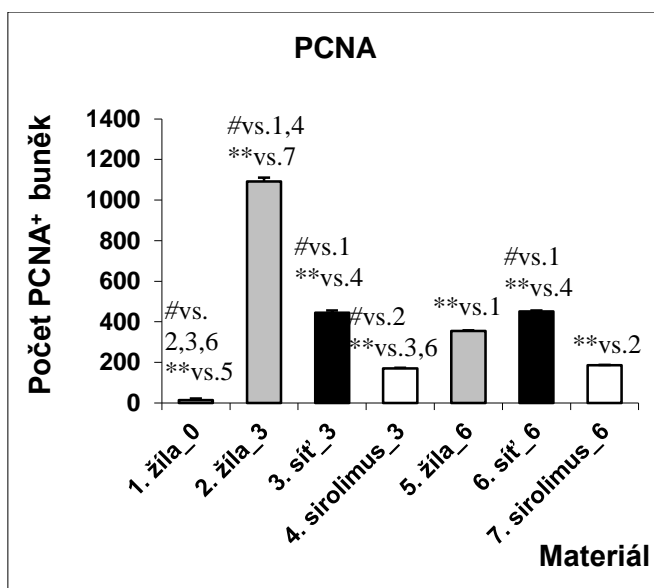 PCNA
Počet PCNA⁺ buněk
1400
1200
1000
800
600
400
200
0
#vs.
2,3,6
**vs.5
#vs.1,4
**vs.7
#vs.1
**vs.4
#vs.2
**vs.3,6
**vs.1
#vs.1
**vs.4
**vs.2
1. žíla_0
2. žíla_3
3. síť_3
4. sirolimus_3
5. žíla_6
6. síť_6
7. sirolimus_6
Materiál